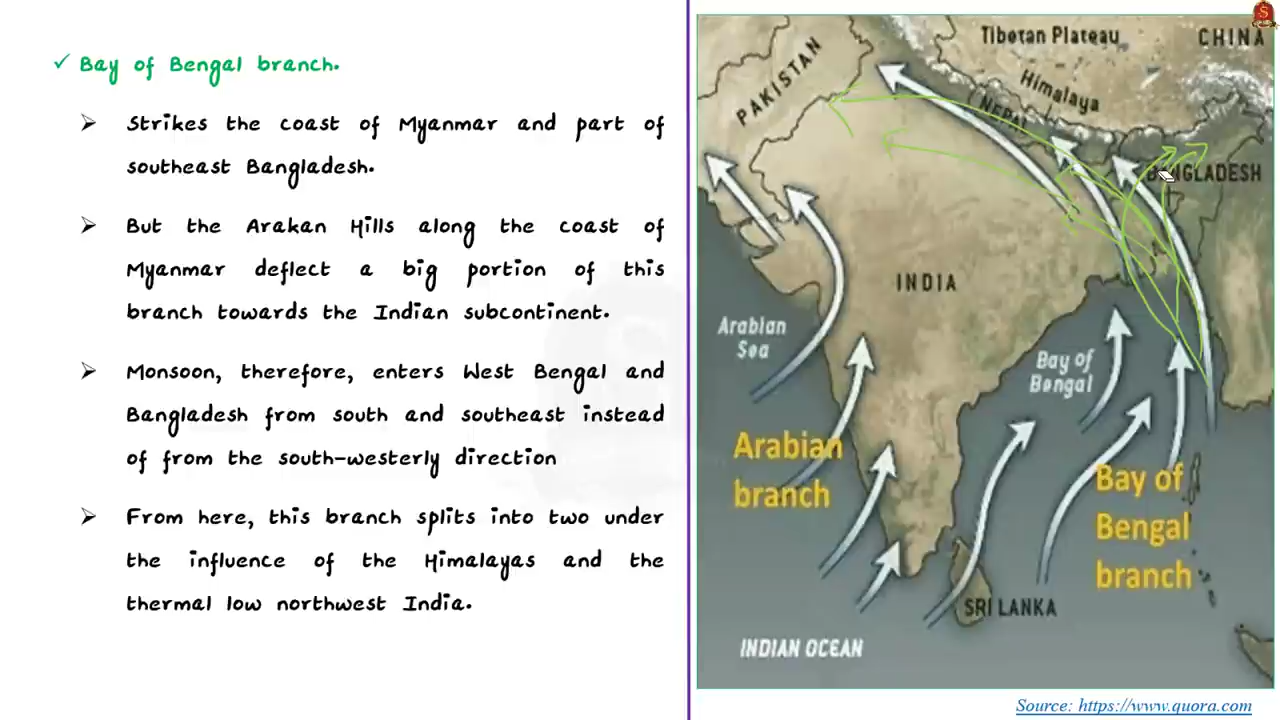 ✓ Bay of Bengal branch.
➢ Strikes the coast of Myanmar and part of
southeast Bangladesh.
➢ But the Arakan Hills along the coast of
Myanmar deflect a big portion of this
branch towards the Indian subcontinent.
➢ Monsoon, therefore, enters West Bengal and
Bangladesh from south and southeast instead
of from the south-westerly direction
➢ From here, this branch splits into two under
the influence of the Himalayas and the
thermal low northwest India.
Tibetan Plateau
CHINA
PAKISTAN
Himalaya
NEPAL
BANGLADESH
INDIA
Arabian
Sea
Bay of
Bengal
Arabian
branch
Bay of
Bengal
branch
SRI LANKA
INDIAN OCEAN
Source: https://www.quora.com
S